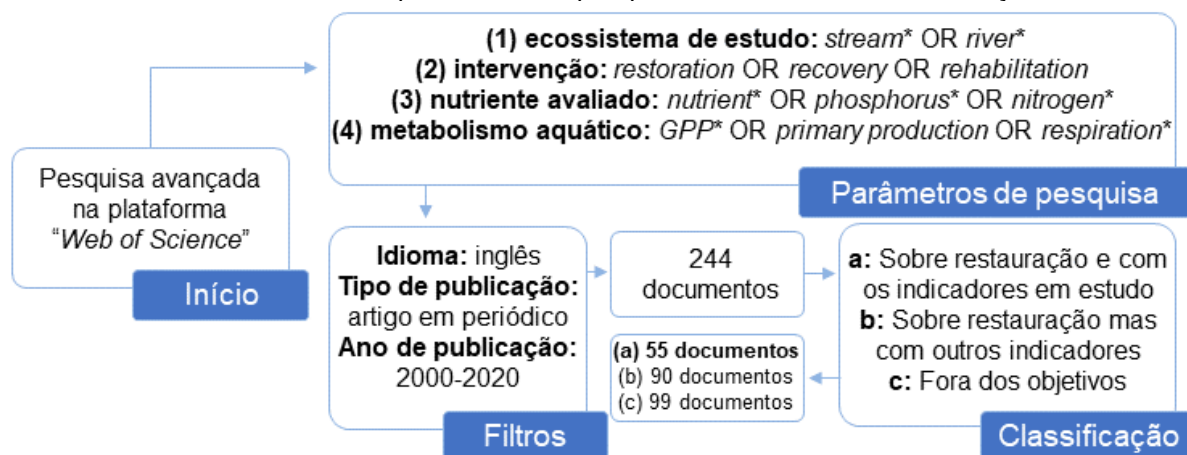 Pesquisa avançada
na plataforma
“Web of Science”
Início
(1) ecossistema de estudo: stream* OR river*
(2) intervenção: restoration OR recovery OR rehabilitation
(3) nutriente avaliado: nutrient* OR phosphorus* OR nitrogen*
(4) metabolismo aquático: GPP* OR primary production OR respiration*
Parâmetros de pesquisa
Idioma: inglês
Tipo de publicação:
artigo em periódico
Ano de publicação:
2000-2020
Filtros
244
documentos
a: Sobre restauração e com
os indicadores em estudo
b: Sobre restauração mas
com outros indicadores
c: Fora dos objetivos
Classificação
(a) 55 documentos
(b) 90 documentos
(c) 99 documentos